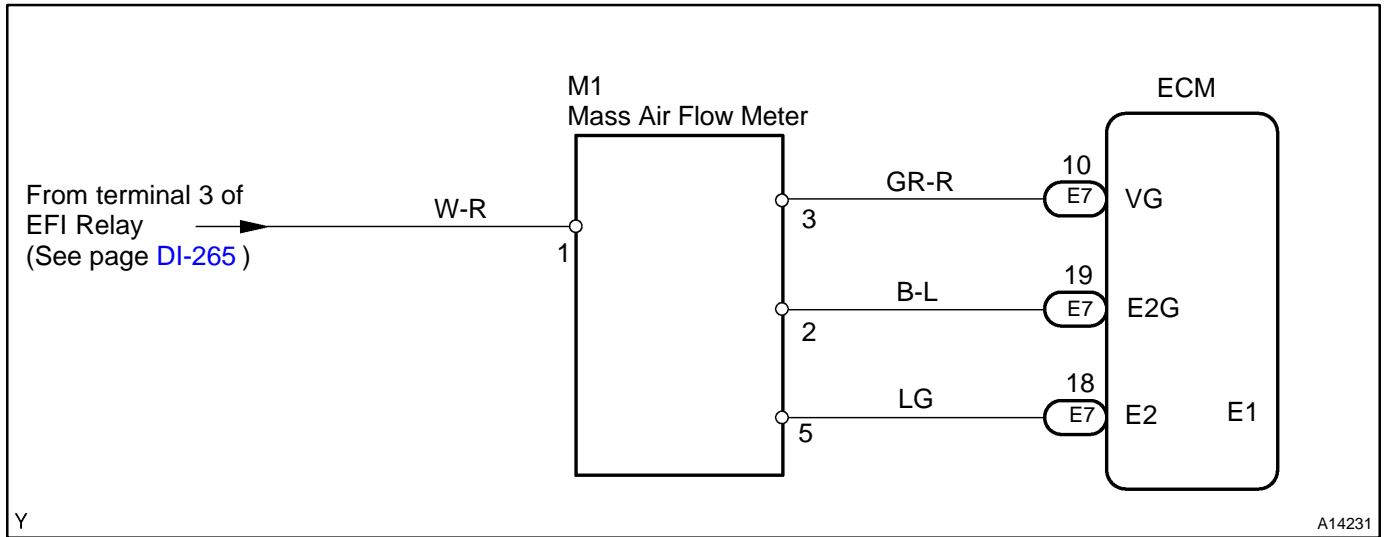 M1
Mass Air Flow Meter
ECM
From terminal 3 of
EFI Relay
(See page DI-265 )
W-R
1
3
GR-R
10
E7
VG
2
B-L
19
E7
E2G
5
LG
18
E7
E2
E1
Y
A14231